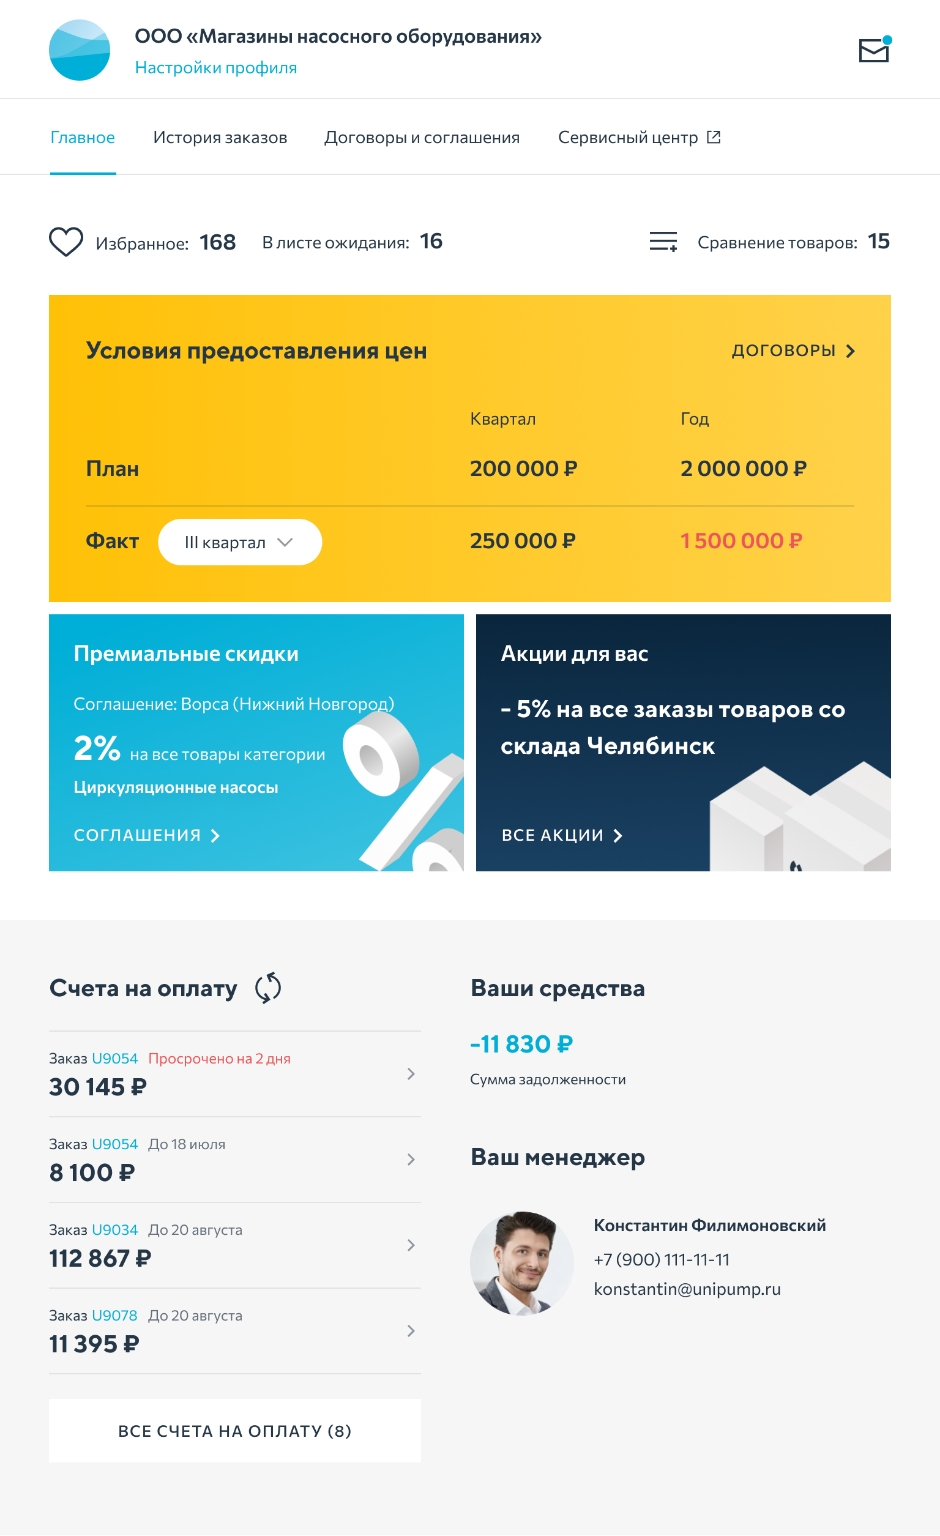 ООО «Магазины насосного оборудования»
Настройки профиля
Главное История заказов Договоры и соглашения Сервисный центр
Избранное: 168 В листе ожидания: 16 Сравнение товаров: 15
Условия предоставления цен ДОГОВОРЫ
Квартал Год
План 200 000 ₽ 2 000 000 ₽
Факт III квартал 250 000 ₽ 1 500 000 ₽
Премиальные скидки
Соглашение: Ворса (Нижний Новгород)
2% на все товары категории
Циркуляционные насосы
СОГЛАШЕНИЯ
Акции для вас
- 5% на все заказы товаров со
склада Челябинск
ВСЕ АКЦИИ
Счета на оплату
Заказ U9054 Просрочено на 2 дня
30 145 ₽
Заказ U9054 До 18 июля
8 100 ₽
Заказ U9034 До 20 августа
112 867 ₽
Заказ U9078 До 20 августа
11 395 ₽
ВСЕ СЧЕТА НА ОПЛАТУ (8)
Ваши средства
-11 830 ₽
Сумма задолженности
Ваш менеджер
Константин Филимоновский
+7 (900) 111-11-11
konstantin@unipump.ru